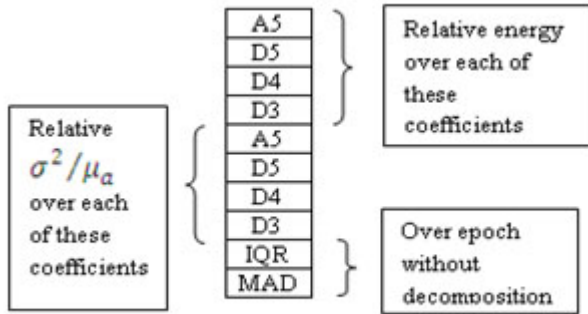 A5
D5
D4
D3
A5
D5
D4
D3
IQR
MAD
Relative energy
over each of
these
coefficients
Relative
σ²/μₐ
over each
of these
coefficients
Over epoch
without
decomposition